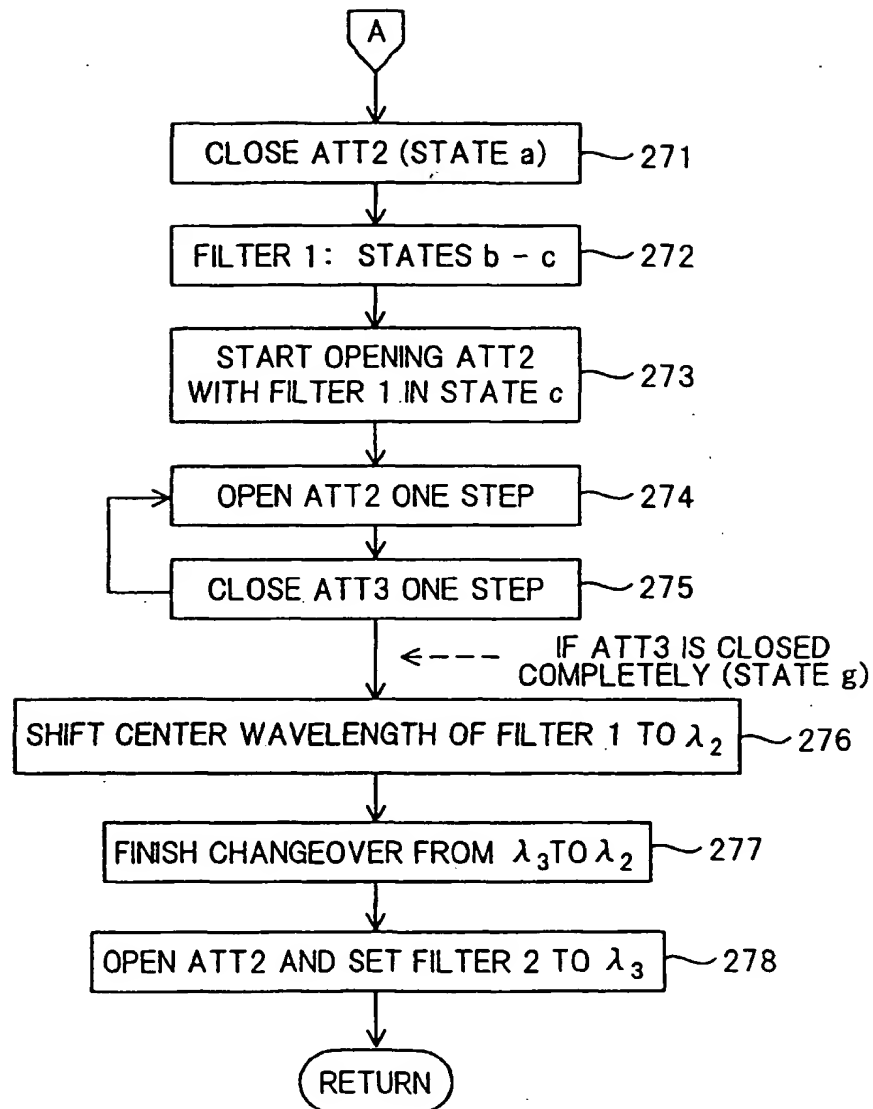 A
CLOSE ATT2 (STATE a)
271
FILTER 1: STATES b - c
272
START OPENING ATT2
WITH FILTER 1 IN STATE c
273
OPEN ATT2 ONE STEP
274
CLOSE ATT3 ONE STEP
275
IF ATT3 IS CLOSED
COMPLETELY (STATE g)
SHIFT CENTER WAVELENGTH OF FILTER 1 TO λ2
276
FINISH CHANGEOVER FROM λ3 TO λ2
277
OPEN ATT2 AND SET FILTER 2 TO λ3
278
RETURN